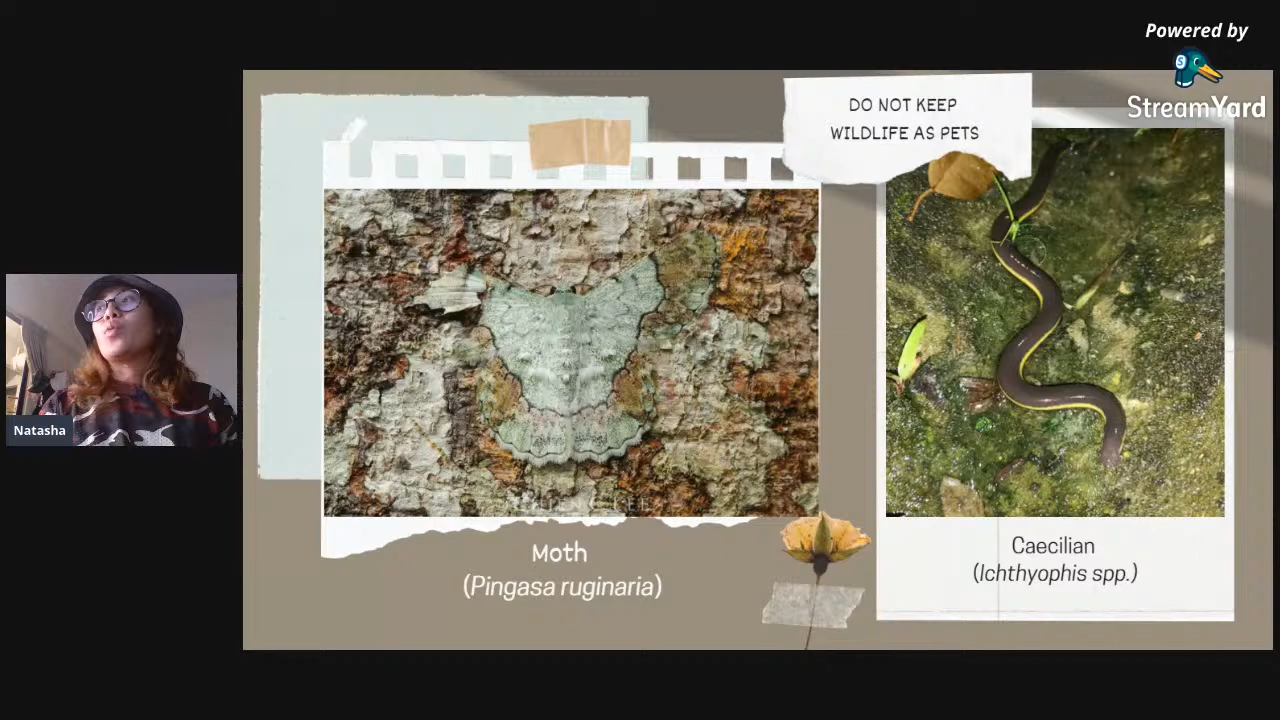 Powered by
StreamYard
DO NOT KEEP
WILDLIFE AS PETS
Natasha
Moth
(Pingasa ruginaria)
Caecilian
(Ichthyophis spp.)